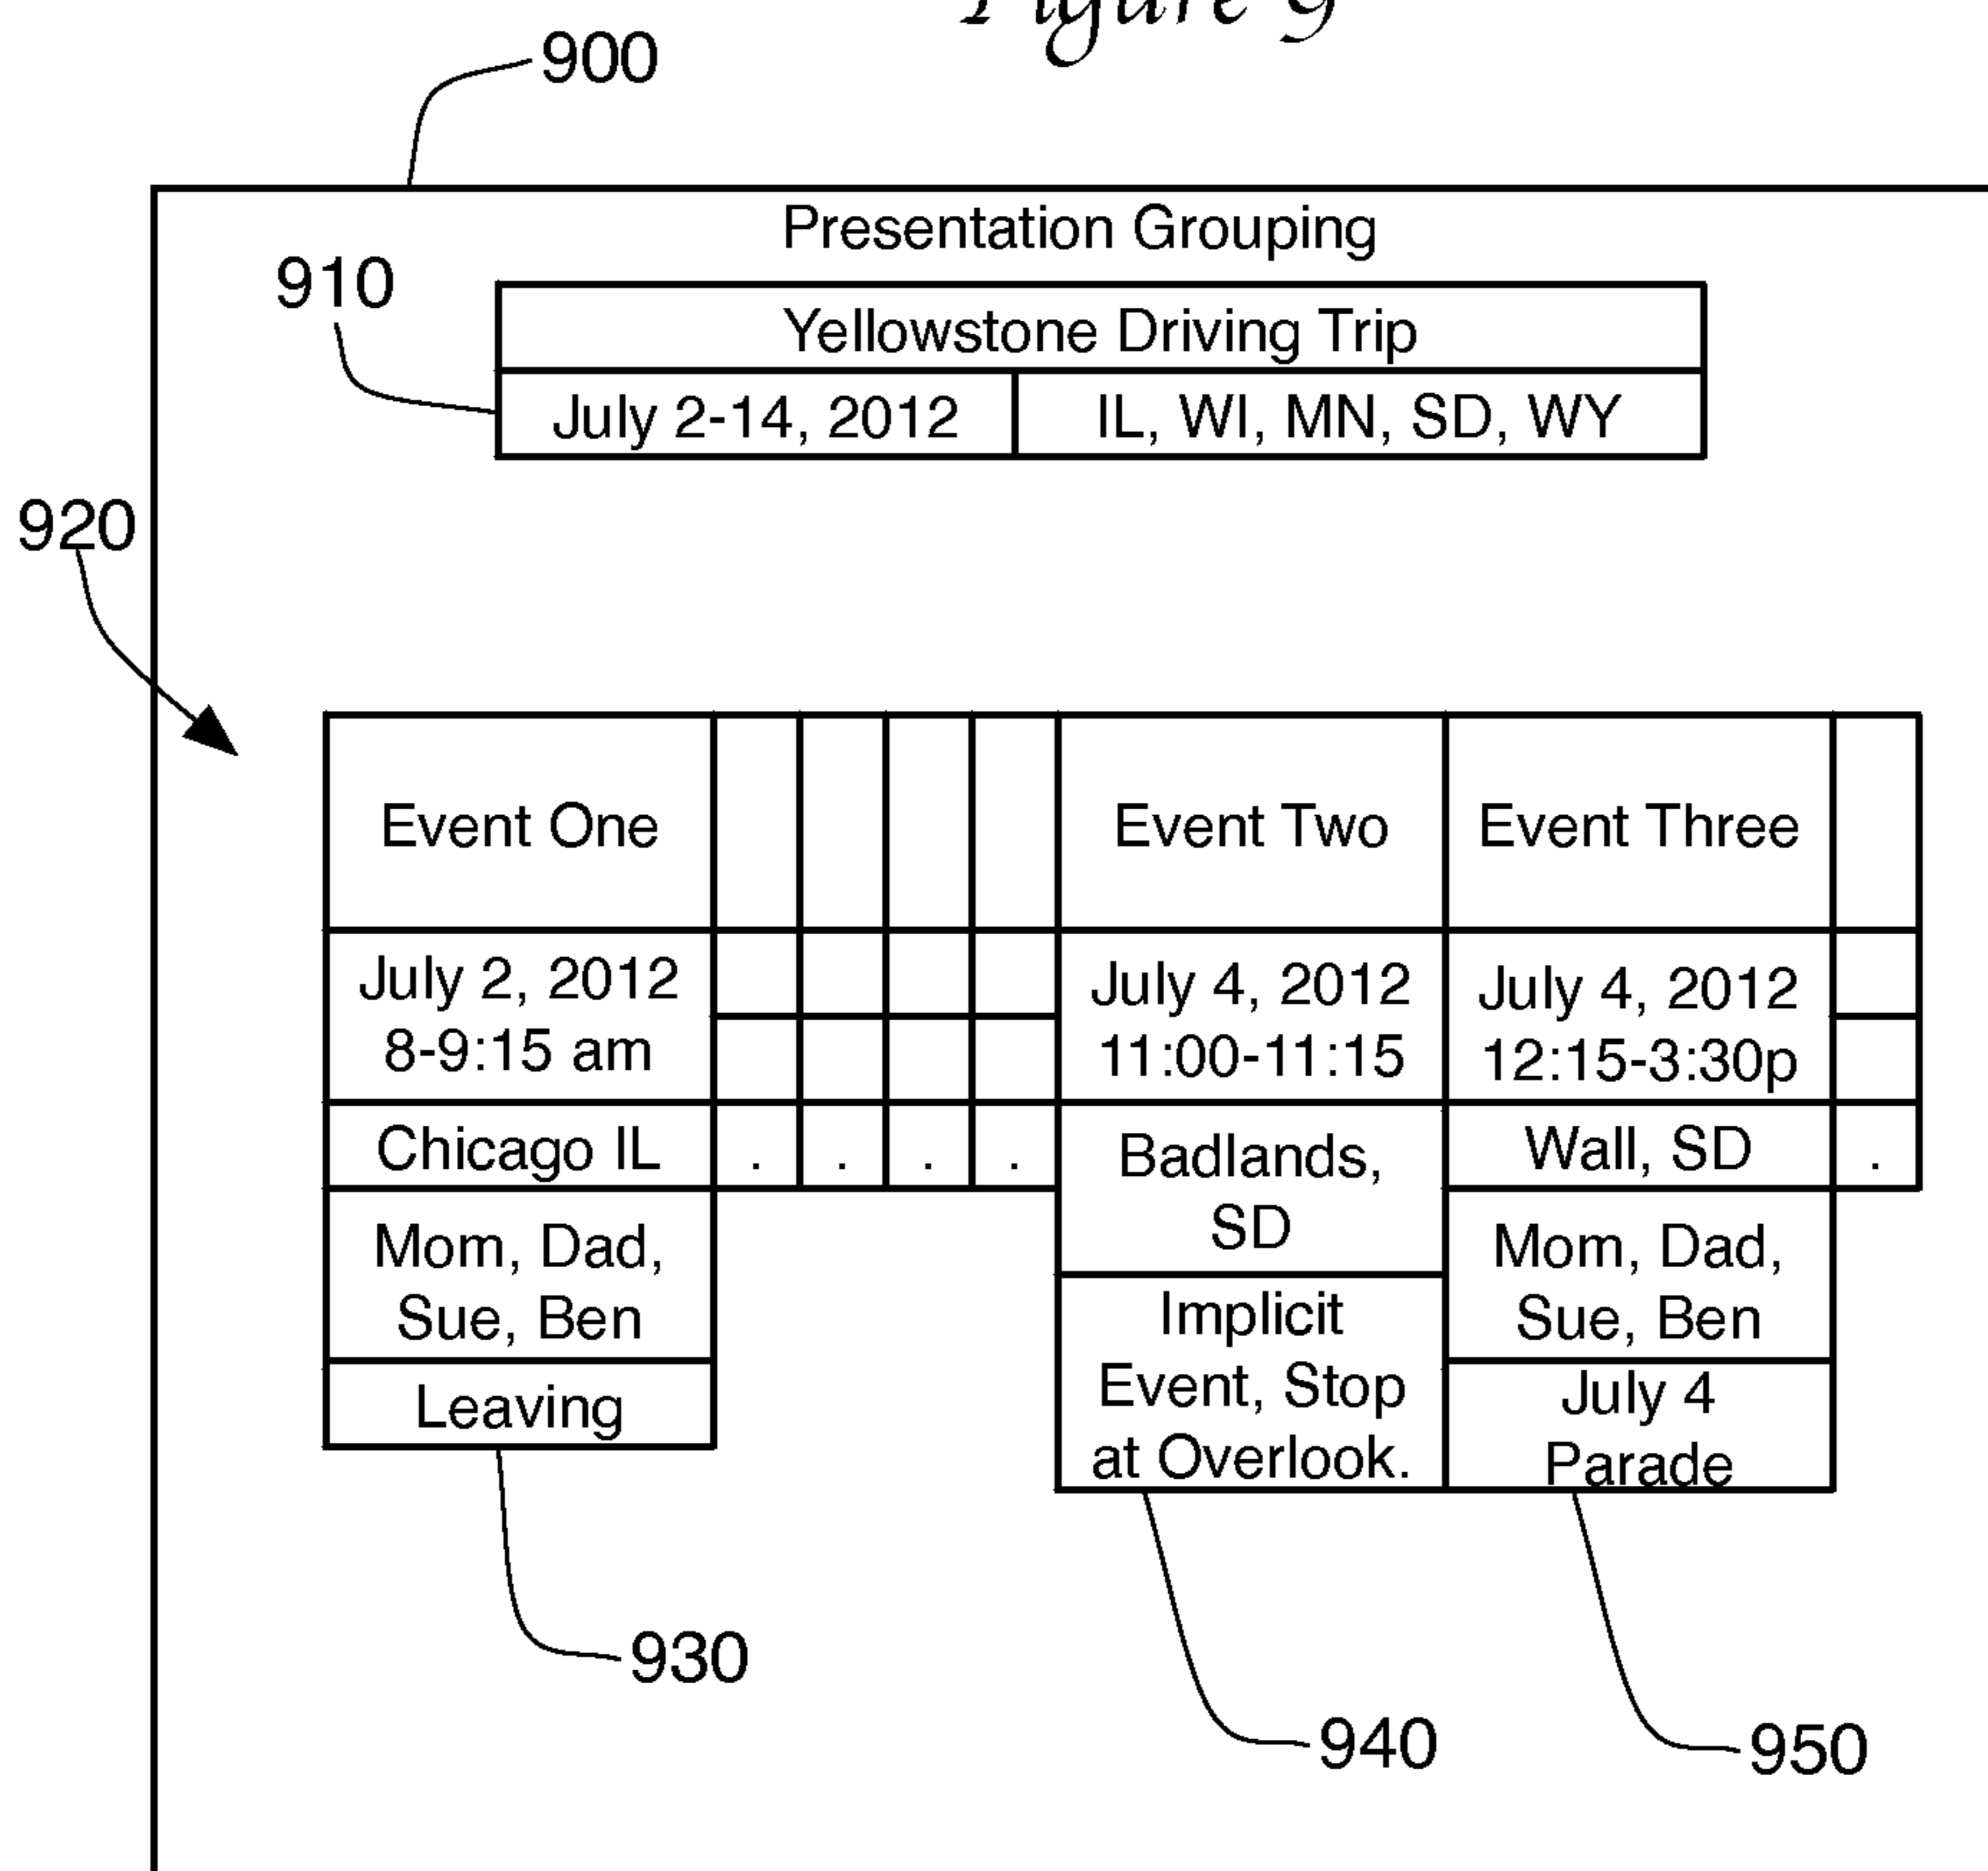 Figure 9
900
Presentation Grouping
910
Yellowstone Driving Trip
July 2-14, 2012
IL, WI, MN, SD, WY
920
Event One
July 2, 2012
8-9:15 am
Chicago IL
Mom, Dad,
Sue, Ben
Leaving
. . . .
Event Two
July 4, 2012
11:00-11:15
Badlands,
SD
Implicit
Event, Stop
at Overlook.
Event Three
July 4, 2012
12:15-3:30p
Wall, SD
Mom, Dad,
Sue, Ben
July 4
Parade
.
930
940
950